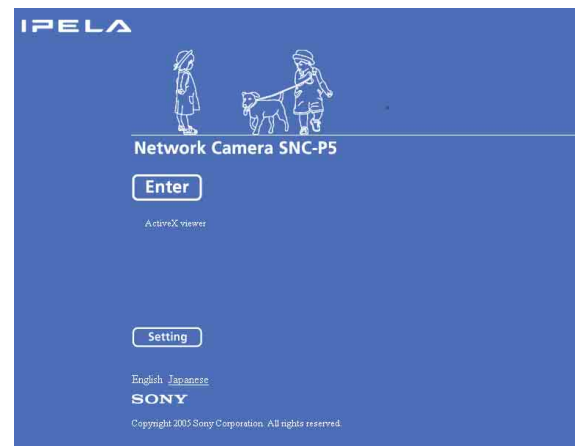 IPELA
Network Camera SNC-P5
Enter
ActiveX viewer
Setting
English Japanese
SONY
Copyright 2005 Sony Corporation. All rights reserved.